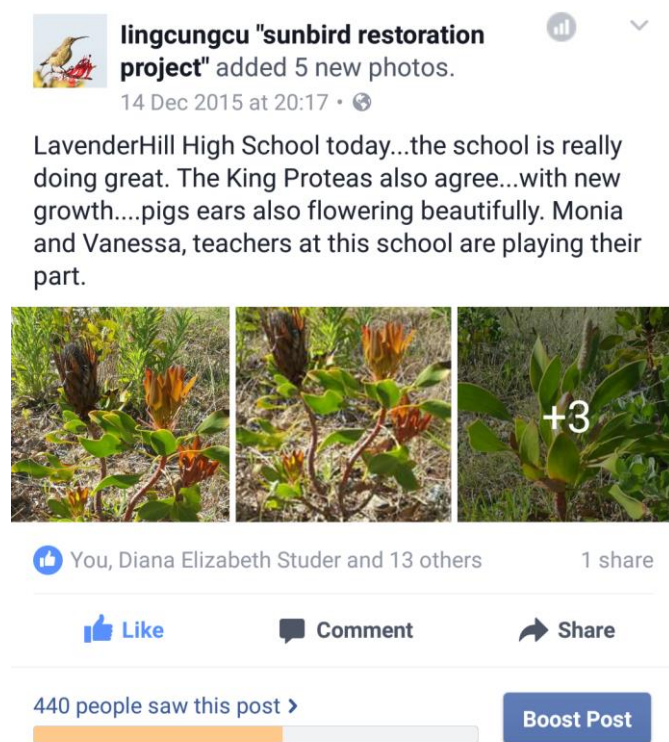 Iingcungcu "sunbird restoration
project" added 5 new photos.
14 Dec 2015 at 20:17 •
LavenderHill High School today...the school is really
doing great. The King Proteas also agree...with new
growth....pigs ears also flowering beautifully. Monia
and Vanessa, teachers at this school are playing their
part.
+3
You, Diana Elizabeth Studer and 13 others 1 share
Like Comment Share
440 people saw this post >
Boost Post